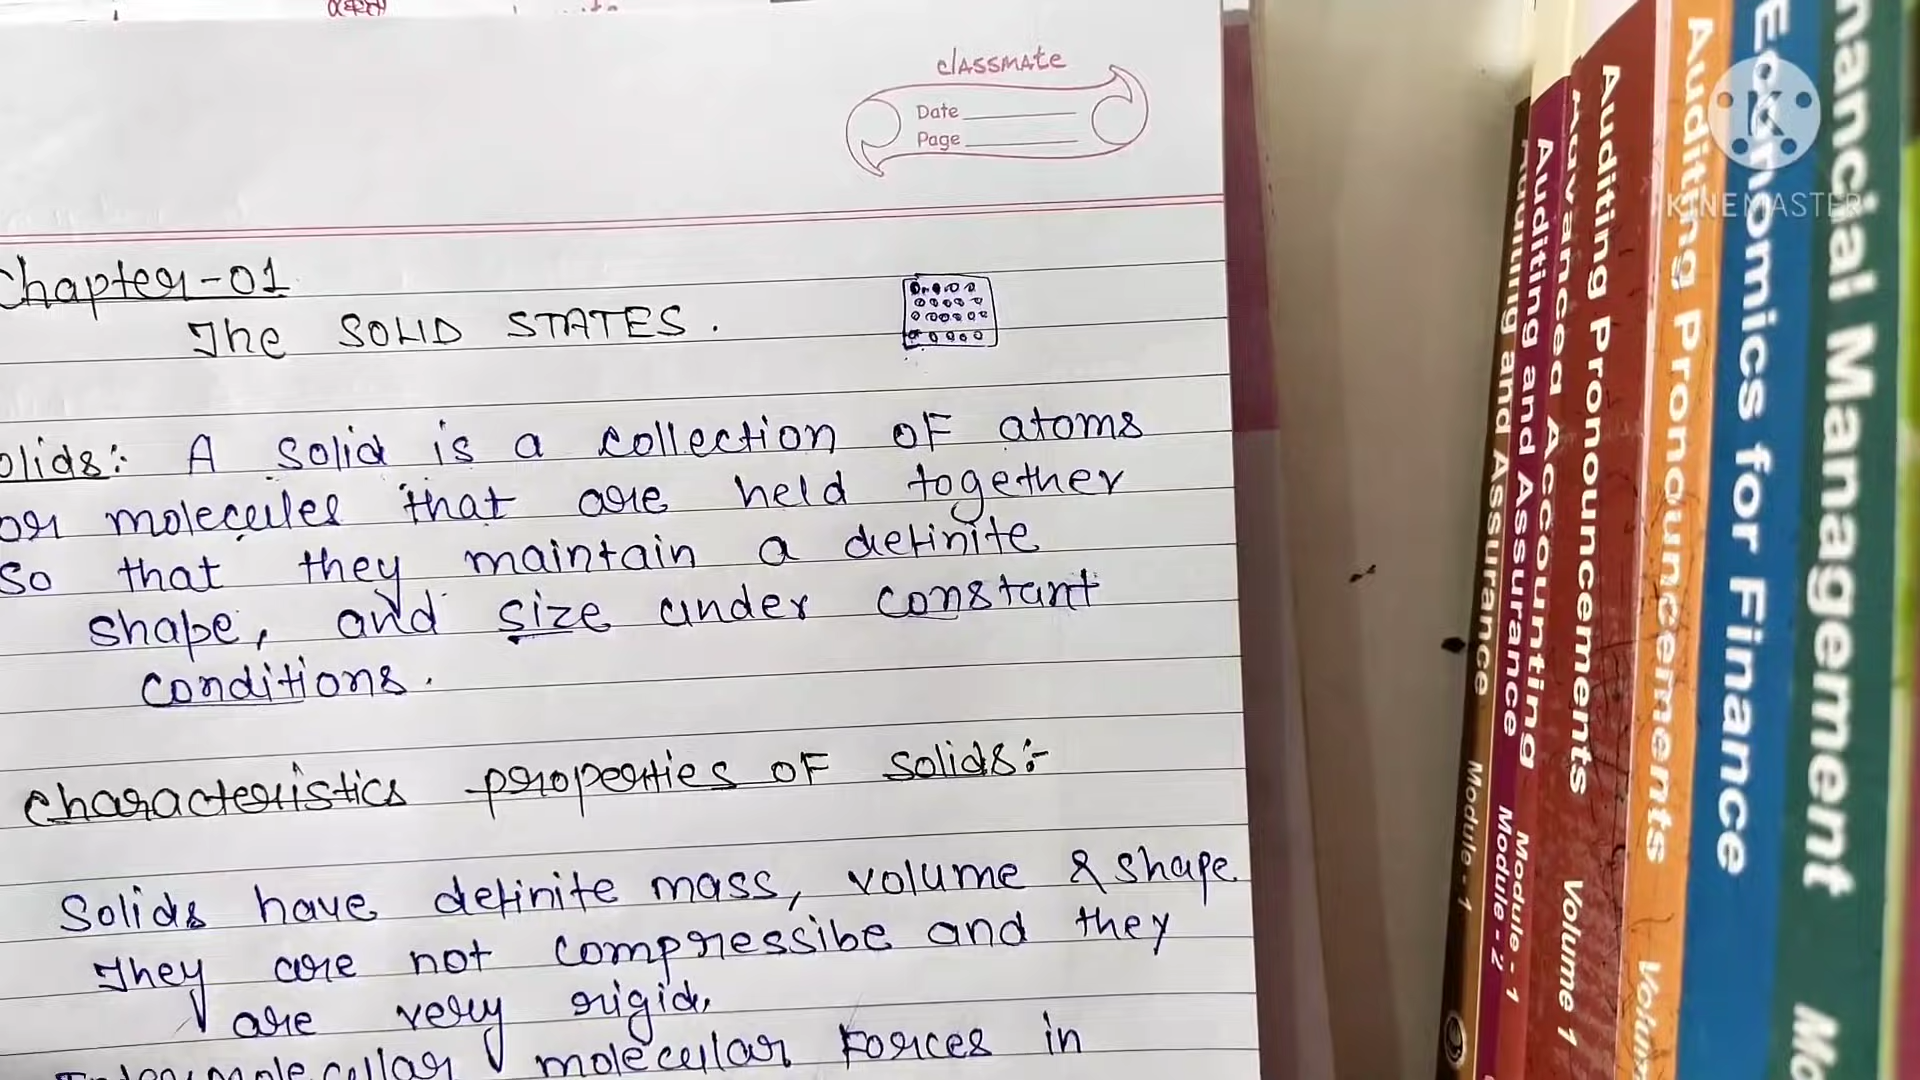 classmate
Date
Page
Chapter-01
The SOLID STATES.
olids:- A solid is a collection of atoms
or molecules that are held together
so that they maintain a definite
shape, and size under constant
conditions.
characteristics properties of solids:-
Solids have definite mass, volume & shape
They are not compressibe and they
are very rigid.
Intermolecular molecular Forces in
Auditing and Assurance Module - 1
Auditing and Assurance Module - 2
Advanced Accounting Module - 1
Auditing Pronouncements Volume 1
Auditing Pronouncements Volum
Economics for Finance
nancial Management Mo
KINEMASTER